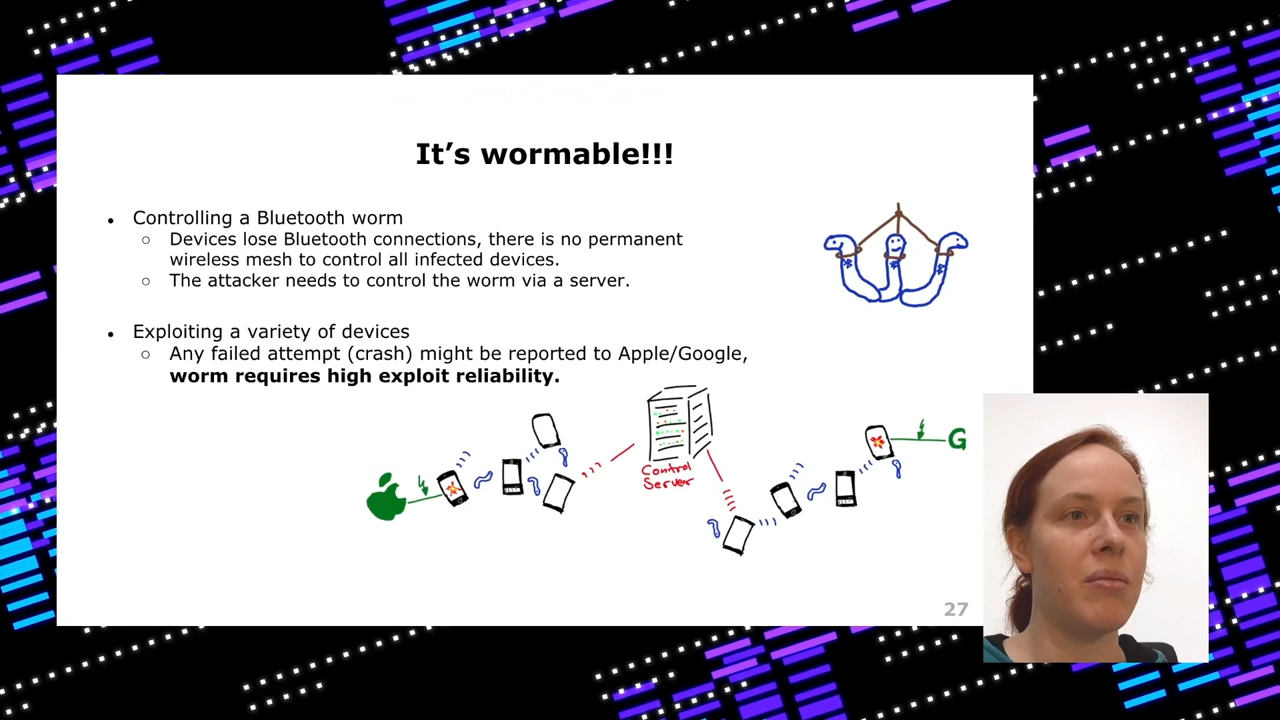 It’s wormable!!!
• Controlling a Bluetooth worm
○ Devices lose Bluetooth connections, there is no permanent
wireless mesh to control all infected devices.
○ The attacker needs to control the worm via a server.
• Exploiting a variety of devices
○ Any failed attempt (crash) might be reported to Apple/Google,
worm requires high exploit reliability.
Control
Server
G
27